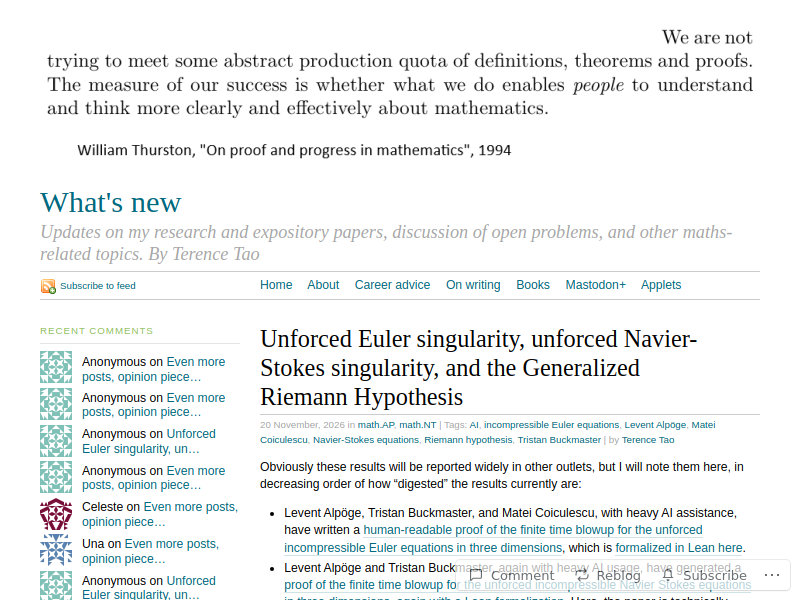 We are not
trying to meet some abstract production quota of definitions, theorems and proofs.
The measure of our success is whether what we do enables people to understand
and think more clearly and effectively about mathematics.
William Thurston, "On proof and progress in mathematics", 1994
What's new
Updates on my research and expository papers, discussion of open problems, and other maths-
related topics. By Terence Tao
Subscribe to feed
Home About Career advice On writing Books Mastodon+ Applets
RECENT COMMENTS
Anonymous on Even more
posts, opinion piece…
Anonymous on Even more
posts, opinion piece…
Anonymous on Unforced
Euler singularity, un…
Anonymous on Even more
posts, opinion piece…
Celeste on Even more posts,
opinion piece…
Una on Even more posts,
opinion piece…
Anonymous on Unforced
Euler singularity, un…
Unforced Euler singularity, unforced Navier-
Stokes singularity, and the Generalized
Riemann Hypothesis
20 November, 2026 in math.AP, math.NT | Tags: AI, incompressible Euler equations, Levent Alpöge, Matei
Coiculescu, Navier-Stokes equations, Riemann hypothesis, Tristan Buckmaster | by Terence Tao
Obviously these results will be reported widely in other outlets, but I will note them here, in
decreasing order of how “digested” the results currently are:
Levent Alpöge, Tristan Buckmaster, and Matei Coiculescu, with heavy AI assistance,
have written a human-readable proof of the finite time blowup for the unforced
incompressible Euler equations in three dimensions, which is formalized in Lean here.
Levent Alpöge and Tristan Buckmaster, again with heavy AI usage, have generated a
proof of the finite time blowup for the unforced incompressible Navier Stokes equations
in three dimensions, again with a Lean formalization. Here, the paper is technically
Comment Reblog Subscribe ...